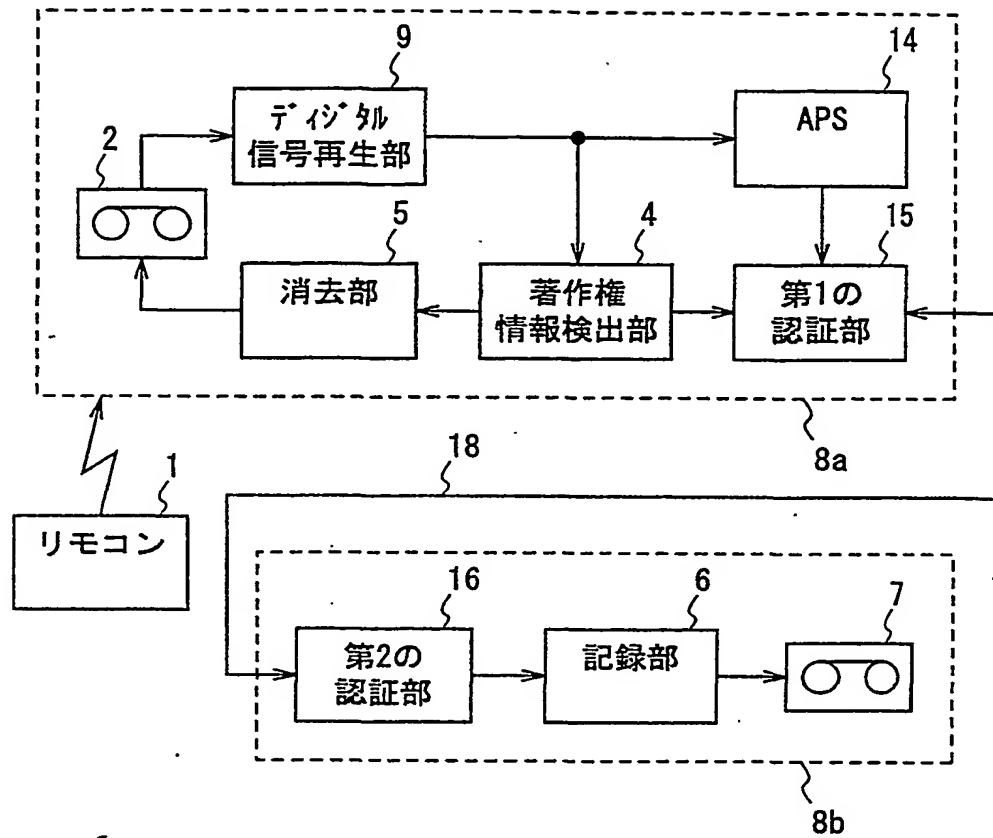 9
14
ディジタル
信号再生部
APS
2
5
4
15
消去部
著作権
情報検出部
第1の
認証部
8a
18
1
リモコン
16
6
7
第2の
認証部
記録部
8b